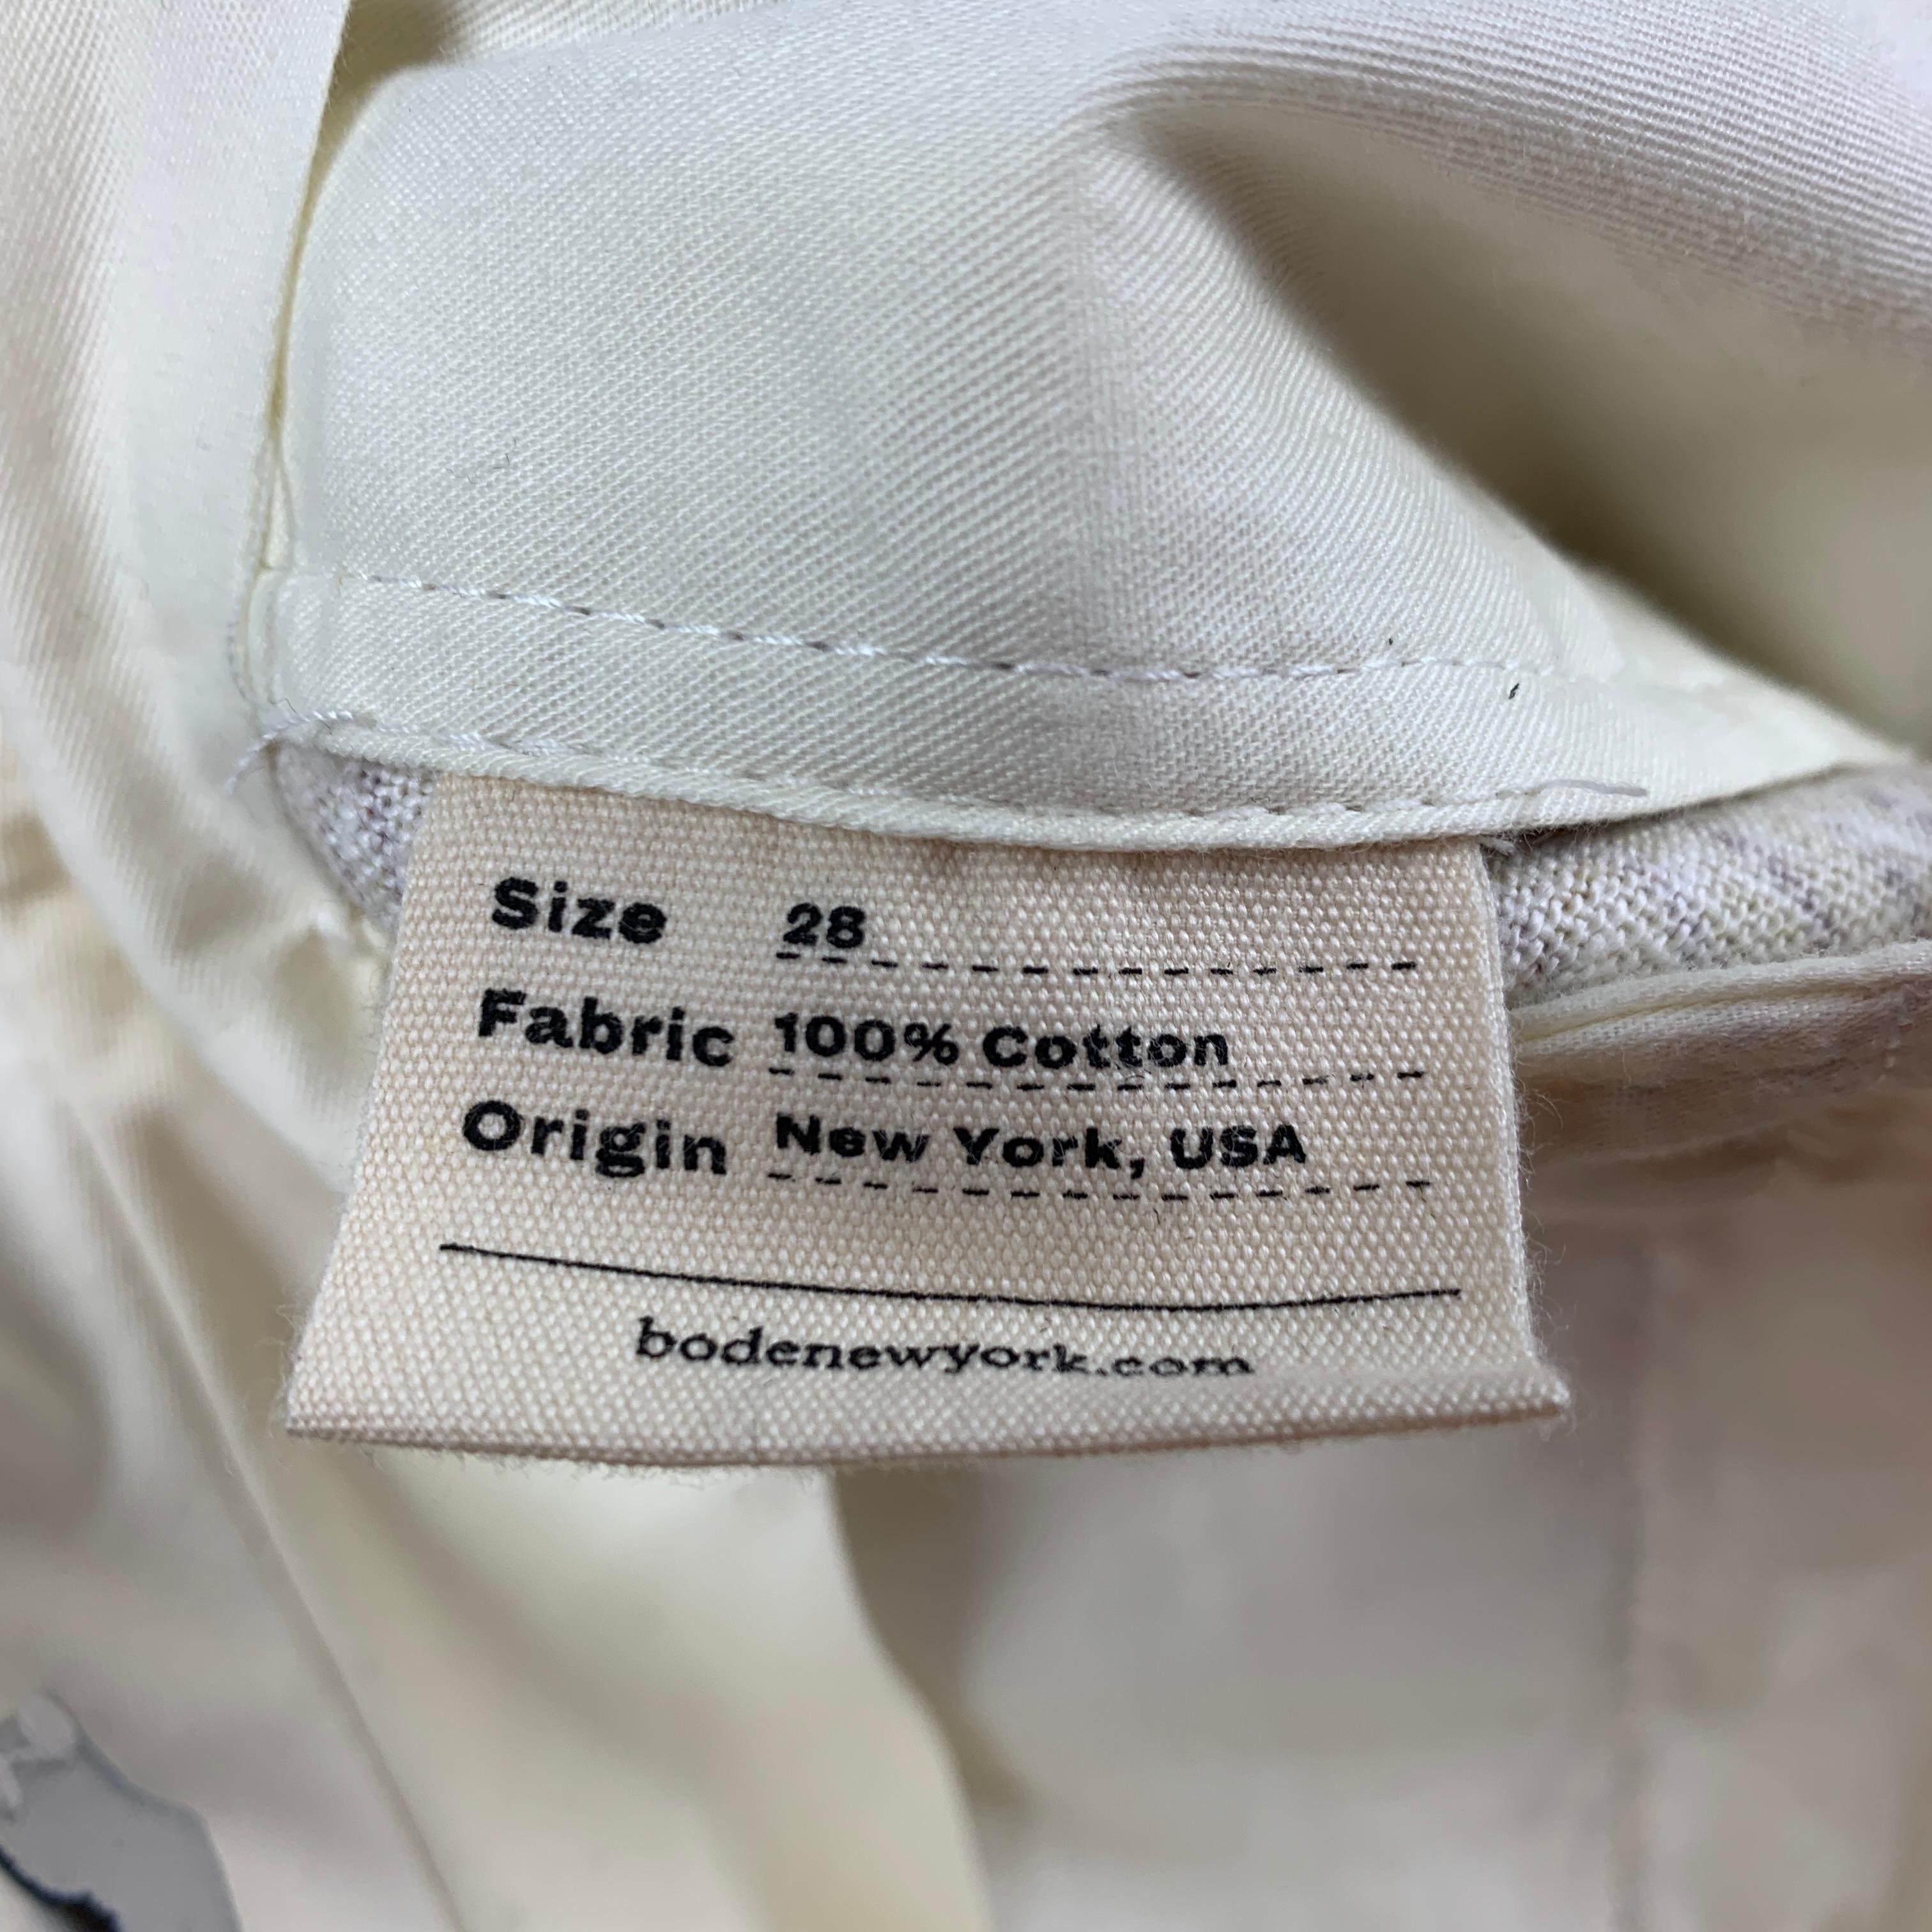 Size 28
Fabric 100% Cotton
Origin New York, USA
bodenewyork.com